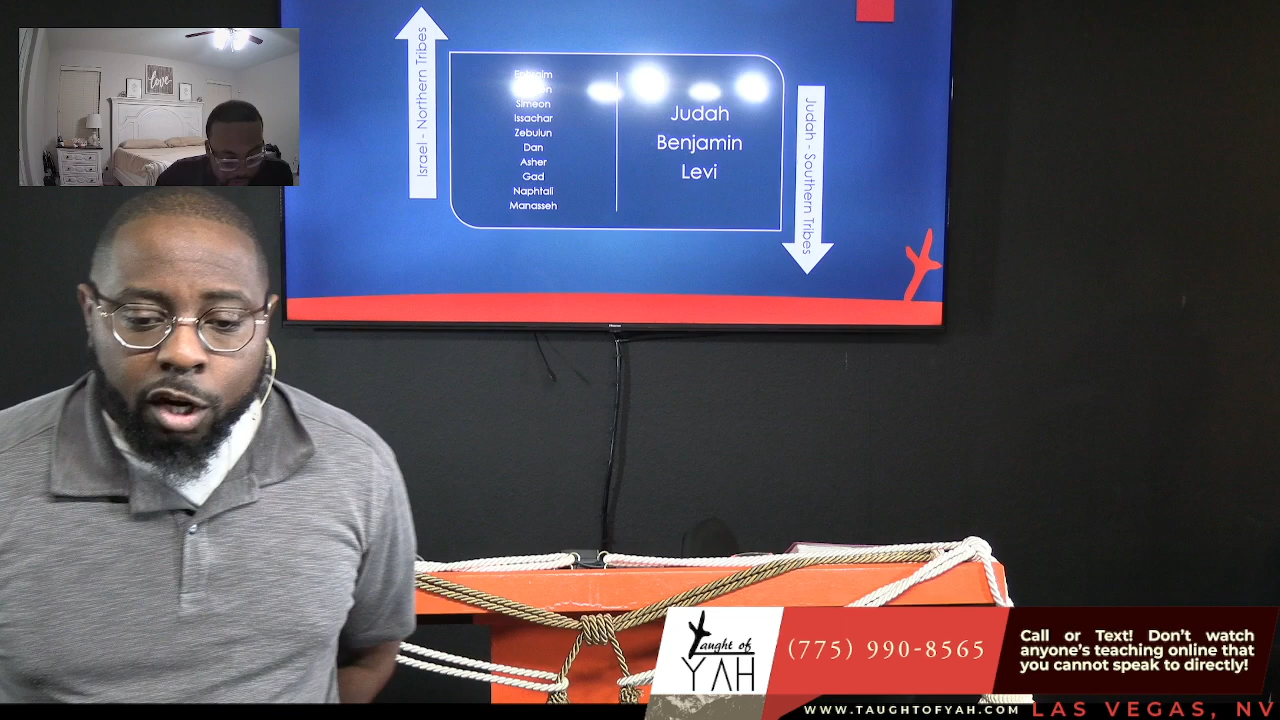 love
Israel - Northern Tribes
Ephraim
Simeon
Issachar
Zebulun
Dan
Asher
Gad
Naphtali
Manasseh
Judah
Benjamin
Levi
Judah - Southern Tribes
Hisense
Taught of
YAH
(775) 990-8565
Call or Text! Don't watch
anyone's teaching online that
you cannot speak to directly!
WWW.TAUGHTOFYAH.COM
LAS VEGAS, NV